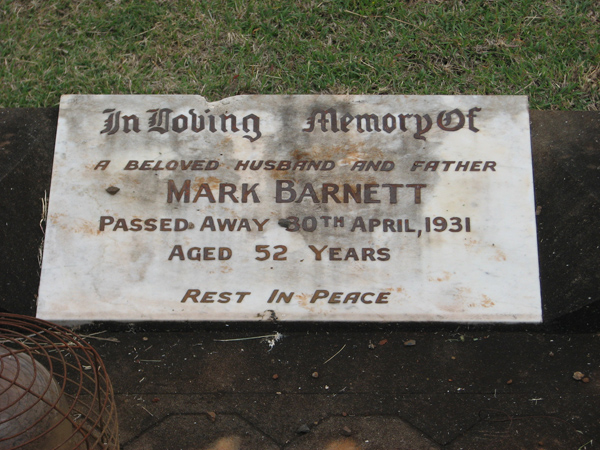 In Loving Memory Of
A BELOVED HUSBAND AND FATHER
MARK BARNETT
PASSED AWAY 30TH APRIL, 1931
AGED 52 YEARS
REST IN PEACE